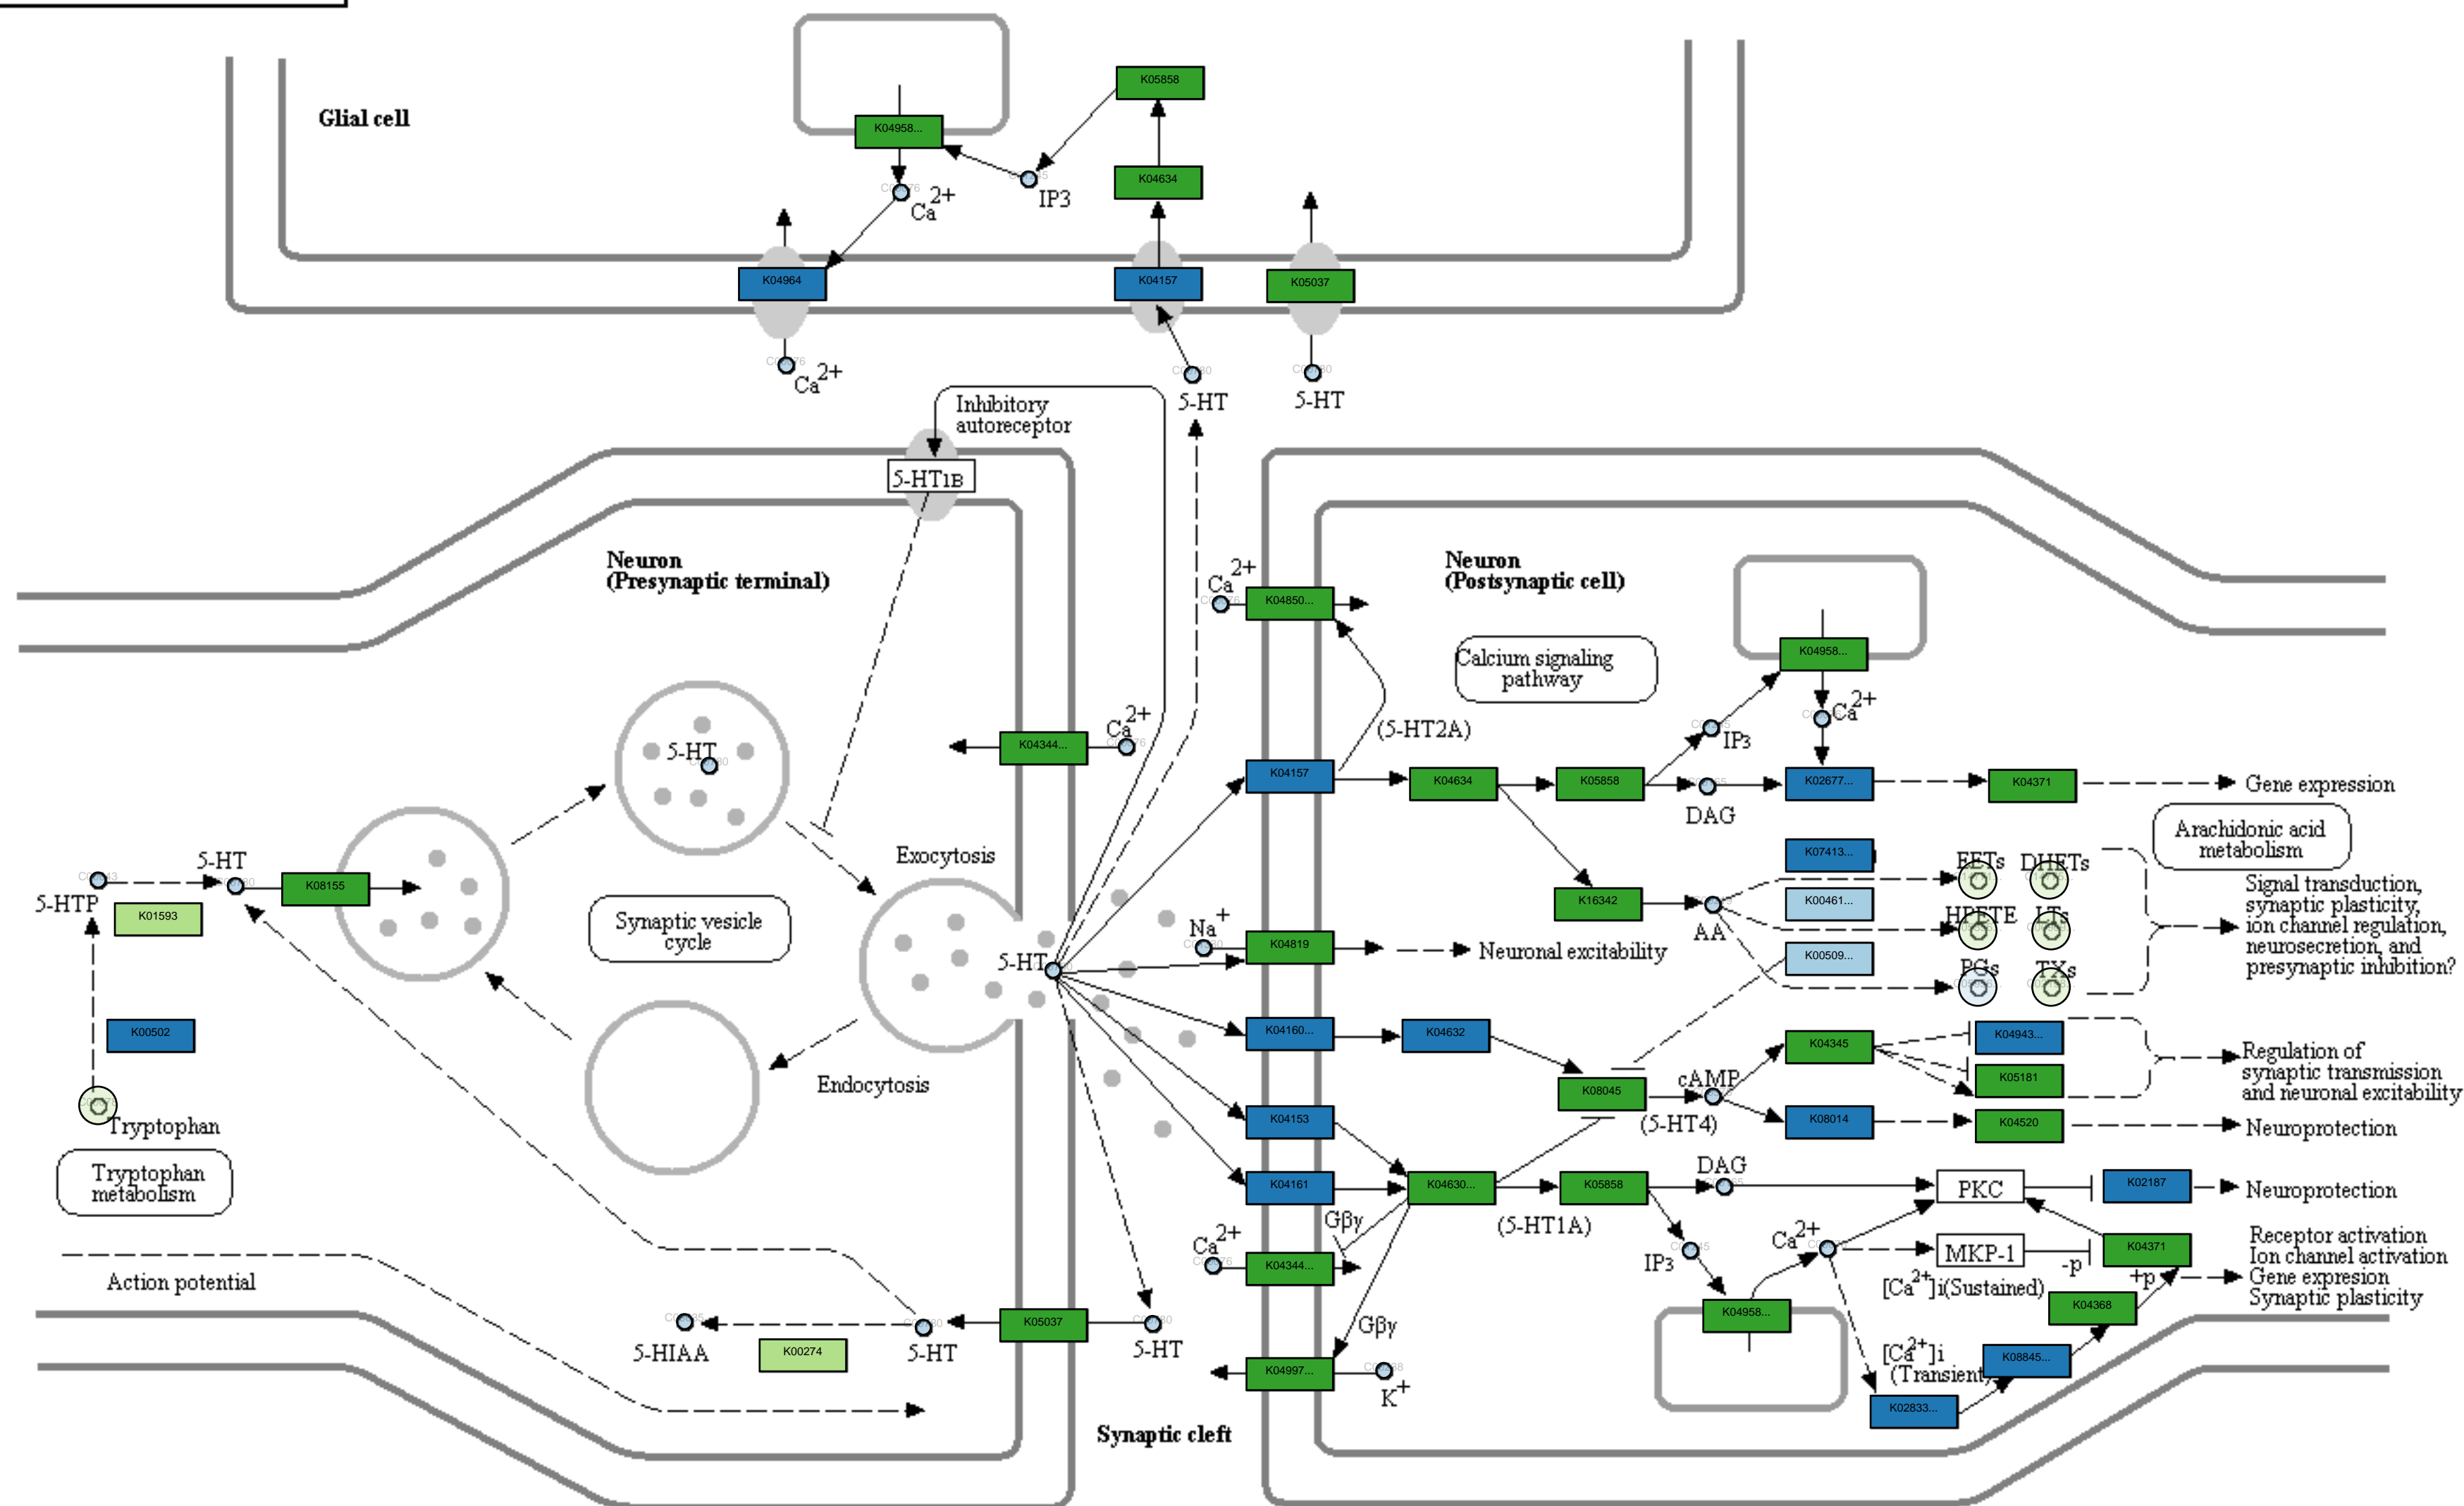 K05858
Glial cell
K04958...
K04634
IP3
Ca2+
K04964
K04157
K05037
Ca2+
5-HT
5-HT
Inhibitory
autoreceptor
5-HT1B
Neuron
(Presynaptic terminal)
Neuron
(Postsynaptic cell)
Ca2+
K04850...
Calcium signaling
pathway
K04958...
Ca2+
(5-HT2A)
IP3
5-HT
K04344...
Ca2+
K04157
K04634
K05858
DAG
K02677...
K04371
Gene expression
Arachidonic acid
metabolism
Exocytosis
5-HT
5-HTP
K08155
K01593
K07413...
K00461...
K00509...
K16342
AA
EETs
DHETs
HPETE
LTs
PGs
TXs
Signal transduction,
synaptic plasticity,
ion channel regulation,
neurosecretion, and
presynaptic inhibition?
Synaptic vesicle
cycle
Na+
K04819
Neuronal excitability
5-HT
K00502
K04160...
K04632
K08045
cAMP
(5-HT4)
K04345
K04943...
K05181
Regulation of
synaptic transmission
and neuronal excitability
Endocytosis
K04153
K08014
K04520
Neuroprotection
Tryptophan
Tryptophan
metabolism
K04161
K04630...
K05858
(5-HT1A)
DAG
PKC
K02187
Neuroprotection
Gβγ
Ca2+
K04344...
IP3
Ca2+
MKP-1
-p
K04371
+p
Receptor activation
Ion channel activation
Gene expresion
Synaptic plasticity
Action potential
[Ca2+]i(Sustained)
K04368
K04958...
5-HIAA
K00274
5-HT
K05037
5-HT
Gβγ
K04997...
K+
[Ca2+]i
(Transient)
K08845...
K02833...
Synaptic cleft